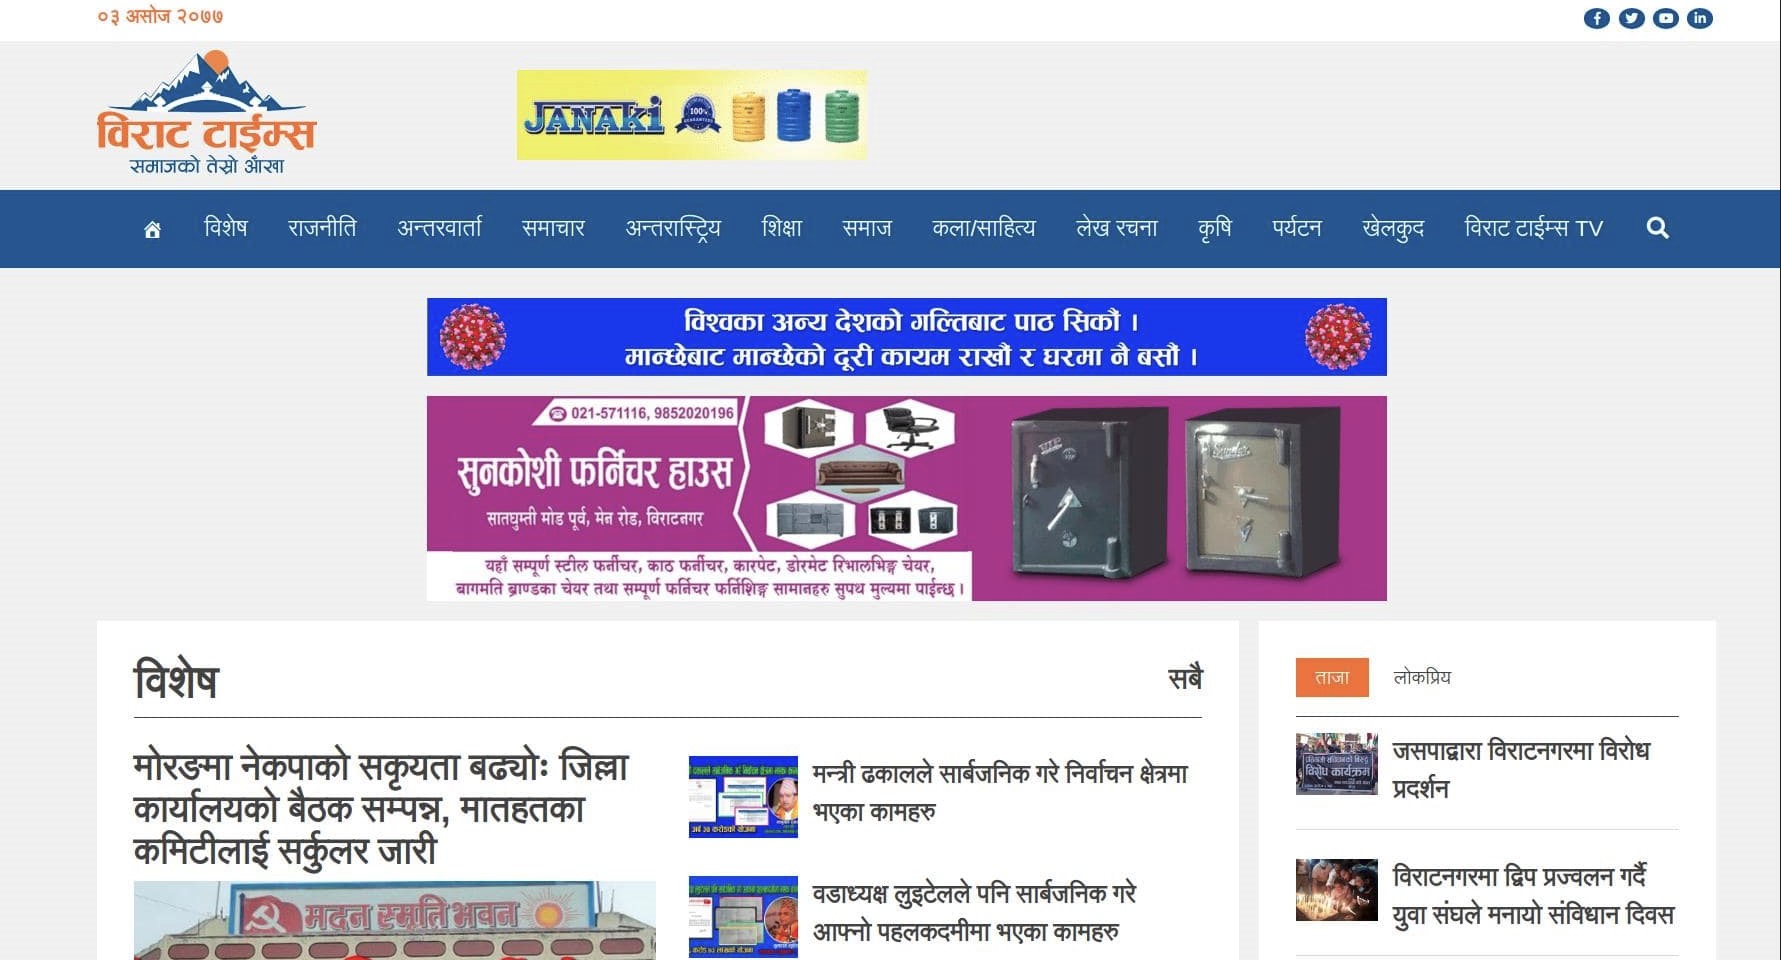 ०३ असोज २०७७
विराट टाईम्स
समाजको तेस्रो आँखा
JANAKI
100%
विशेष राजनीति अन्तरवार्ता समाचार अन्तरास्ट्रिय शिक्षा समाज कला/साहित्य लेख रचना कृषि पर्यटन खेलकुद विराट टाईम्स TV
विश्वका अन्य देशको गल्तिबाट पाठ सिकौं ।
मान्छेबाट मान्छेको दूरी कायम राखौं र घरमा नै बसौं ।
021-571116, 9852020196
सुनकोशी फर्निचर हाउस
सातघुम्ती मोड पूर्व, मेन रोड, विराटनगर
यहाँ सम्पूर्ण स्टील फर्नीचर, काठ फर्नीचर, कारपेट, डोरमेट रिभालभिङ्ग चेयर,
बागमति ब्राण्डका चेयर तथा सम्पूर्ण फर्निचर फर्निशिङ्ग सामानहरु सुपथ मुल्यमा पाईन्छ ।
VIP
विशेष
सबै
मोरङमा नेकपाको सकृयता बढ्योः जिल्ला
कार्यालयको बैठक सम्पन्न, मातहतका
कमिटीलाई सर्कुलर जारी
मदन स्मृति भवन
मन्त्री ढकालले सार्बजनिक गरे निर्वाचन क्षेत्रमा
भएका कामहरु
वडाध्यक्ष लुइटेलले पनि सार्बजनिक गरे
आफ्नो पहलकदमीमा भएका कामहरु
ताजा
लोकप्रिय
विरोध कार्यक्रम
जसपाद्वारा विराटनगरमा विरोध
प्रदर्शन
विराटनगरमा द्विप प्रज्वलन गर्दै
युवा संघले मनायो संविधान दिवस